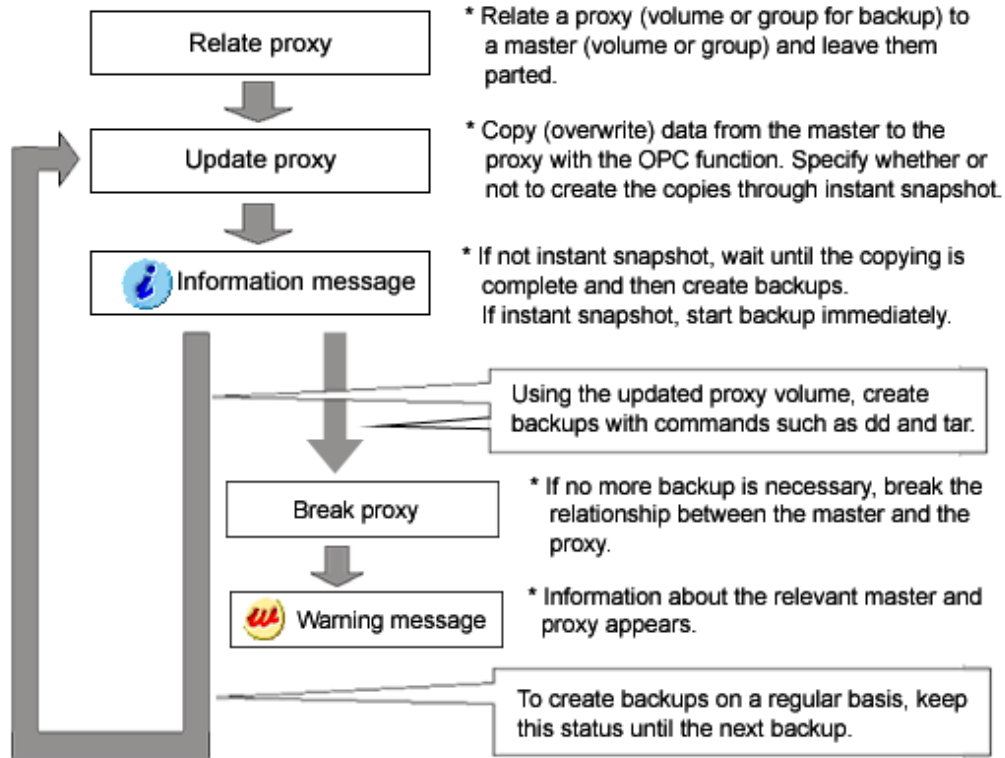 Relate proxy
* Relate a proxy (volume or group for backup) to
a master (volume or group) and leave them
parted.
Update proxy
* Copy (overwrite) data from the master to the
proxy with the OPC function. Specify whether or
not to create the copies through instant snapshot.
i Information message
* If not instant snapshot, wait until the copying is
complete and then create backups.
If instant snapshot, start backup immediately.
Using the updated proxy volume, create
backups with commands such as dd and tar.
Break proxy
* If no more backup is necessary, break the
relationship between the master and the
proxy.
w Warning message
* Information about the relevant master and
proxy appears.
To create backups on a regular basis, keep
this status until the next backup.